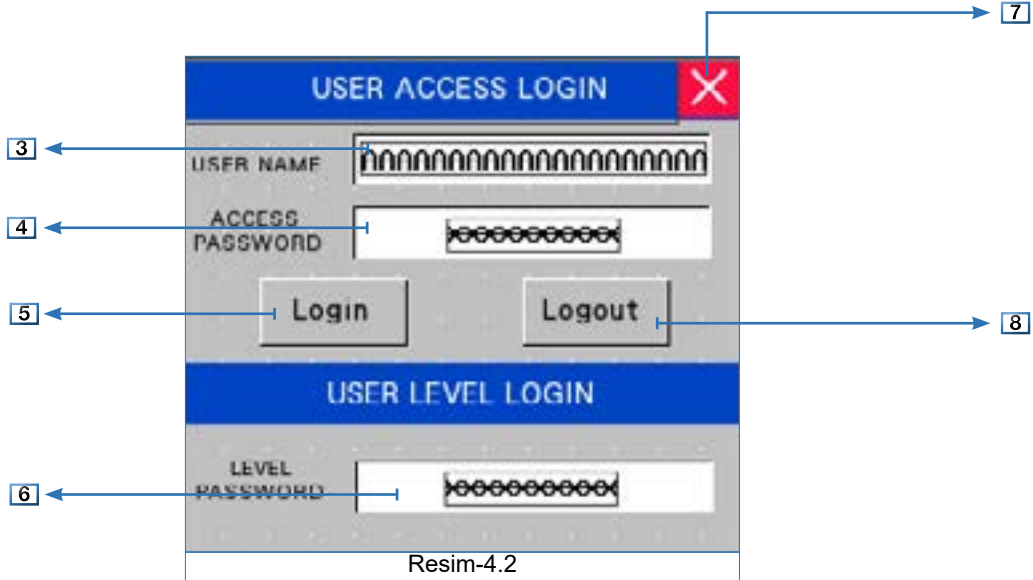 7
USER ACCESS LOGIN
3
USER NAME
4
ACCESS
PASSWORD
5
Login
Logout
8
USER LEVEL LOGIN
LEVEL
6
PASSWORD
Resim-4.2